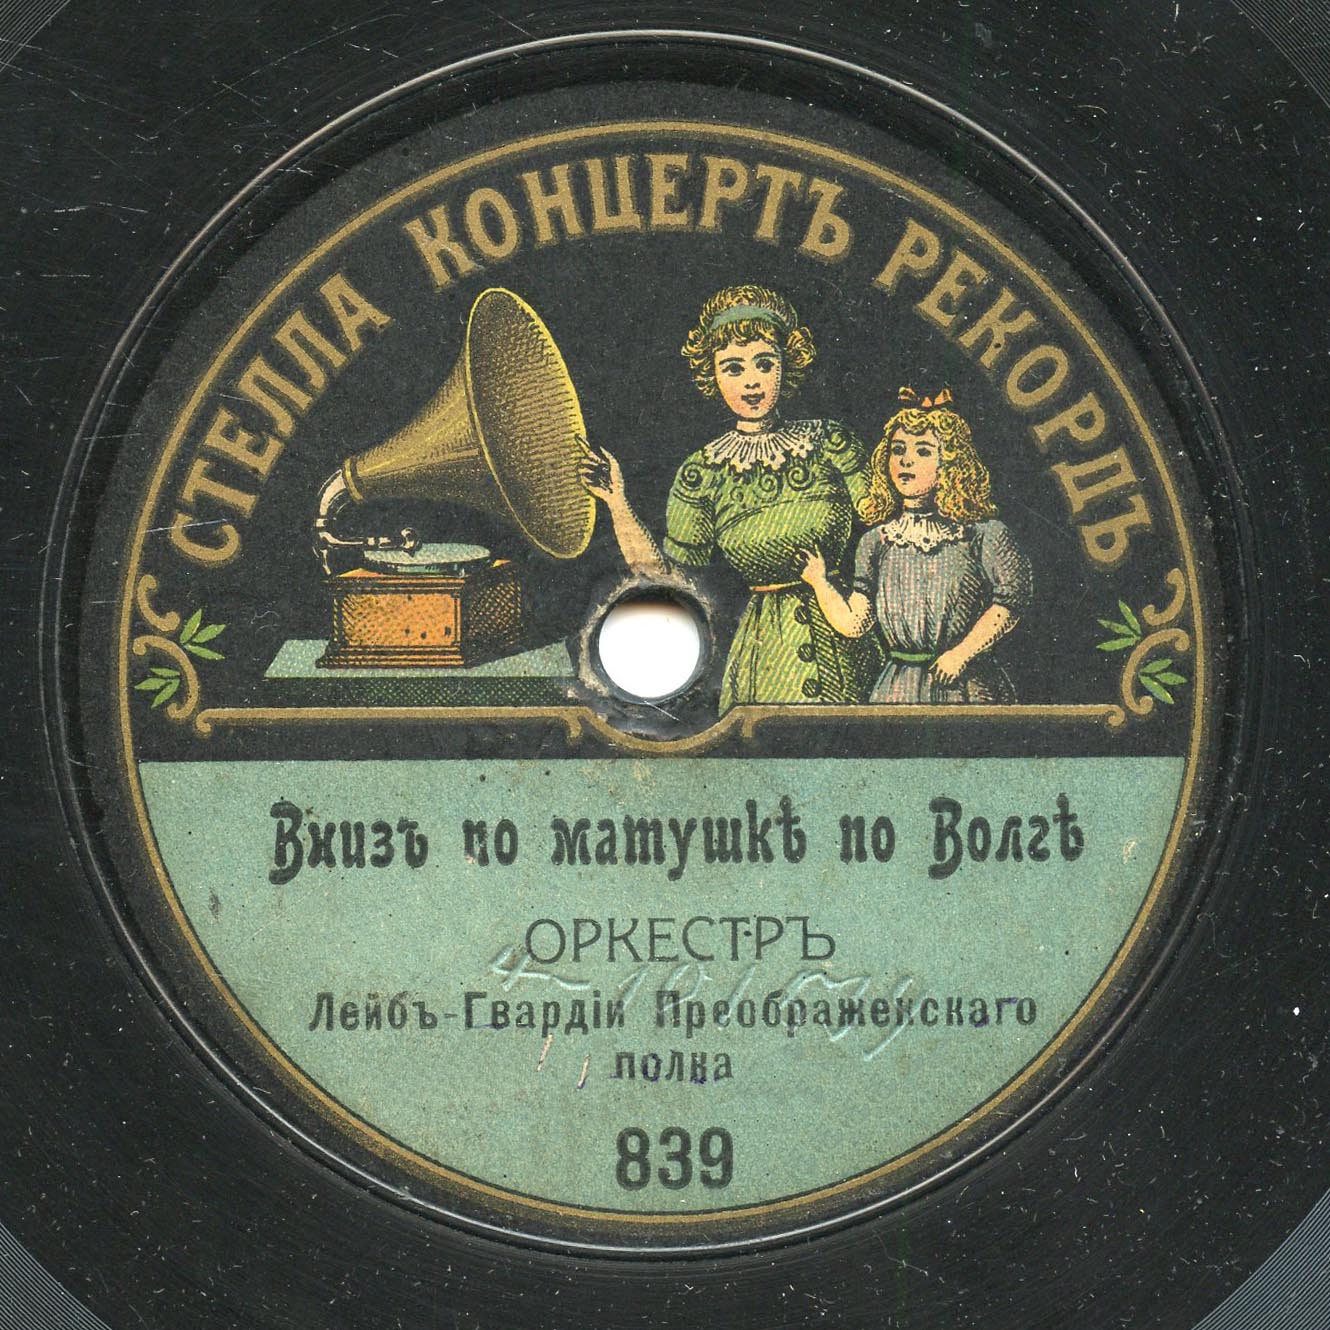 СТЕЛЛА КОНЦЕРТЪ РЕКОРДЪ
Внизъ по матушкѣ по Волгѣ
ОРКЕСТРЪ
Лейбъ-Гвардіи Преображенскаго
полка
839